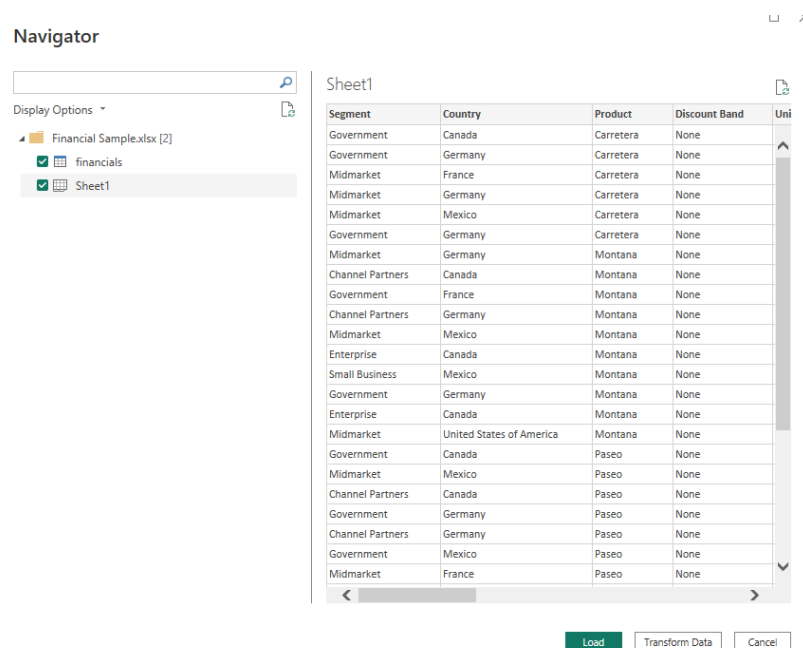 Navigator
Display Options
Financial Sample.xlsx [2]
financials
Sheet1
Sheet1
Segment Country Product Discount Band Uni
Government Canada Carretera None
Government Germany Carretera None
Midmarket France Carretera None
Midmarket Germany Carretera None
Midmarket Mexico Carretera None
Government Germany Carretera None
Midmarket Germany Montana None
Channel Partners Canada Montana None
Government France Montana None
Channel Partners Germany Montana None
Midmarket Mexico Montana None
Enterprise Canada Montana None
Small Business Mexico Montana None
Government Germany Montana None
Enterprise Canada Montana None
Midmarket United States of America Montana None
Government Canada Paseo None
Midmarket Mexico Paseo None
Channel Partners Canada Paseo None
Government Germany Paseo None
Channel Partners Germany Paseo None
Government Mexico Paseo None
Midmarket France Paseo None
Load Transform Data Cancel